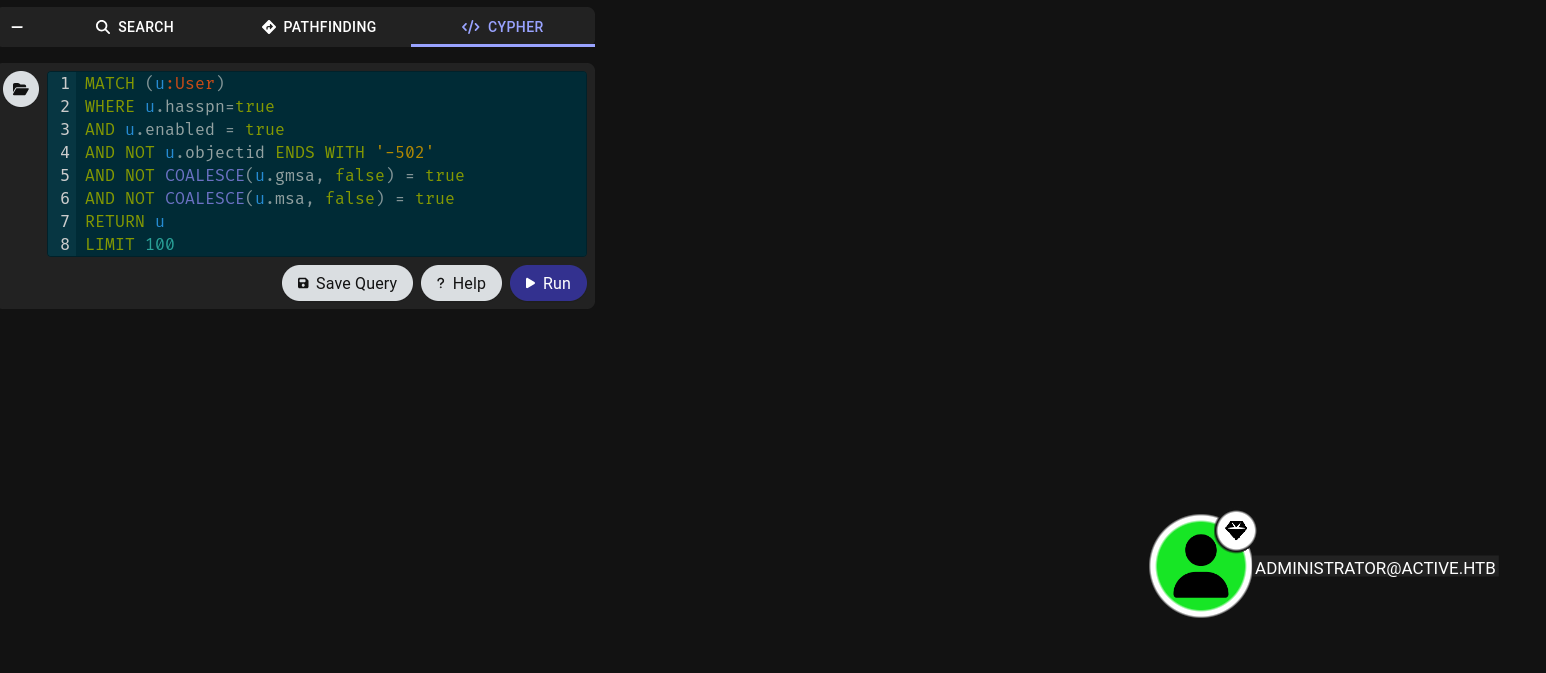 SEARCH PATHFINDING </> CYPHER
1 MATCH (u:User)
2 WHERE u.hasspn=true
3 AND u.enabled = true
4 AND NOT u.objectid ENDS WITH '-502'
5 AND NOT COALESCE(u.gmsa, false) = true
6 AND NOT COALESCE(u.msa, false) = true
7 RETURN u
8 LIMIT 100
Save Query ? Help Run
ADMINISTRATOR@ACTIVE.HTB